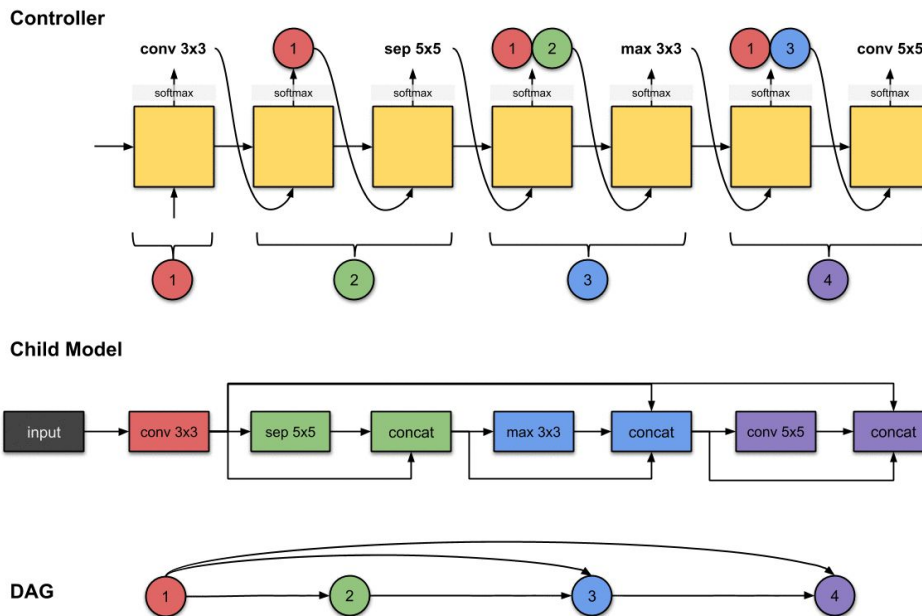 Controller
conv 3x3
1
sep 5x5
1 2
max 3x3
1 3
conv 5x5
softmax softmax softmax softmax softmax softmax softmax
1 2 3 4
Child Model
input conv 3x3 sep 5x5 concat max 3x3 concat conv 5x5 concat
DAG
1 2 3 4